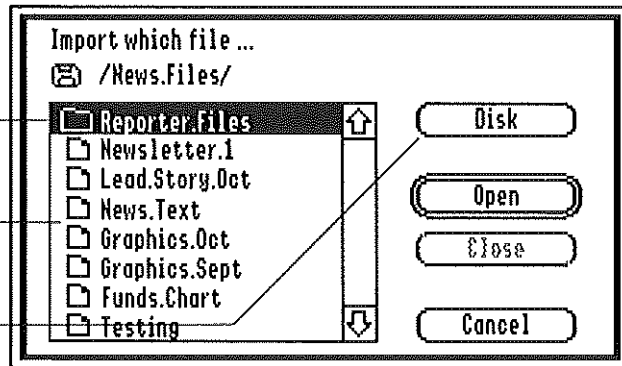 Import which file ...
/News.Files/
Reporter.Files
Newsletter.1
Lead.Story.Oct
News.Text
Graphics.Oct
Graphics.Sept
Funds.Chart
Testing
Disk
Open
Close
Cancel